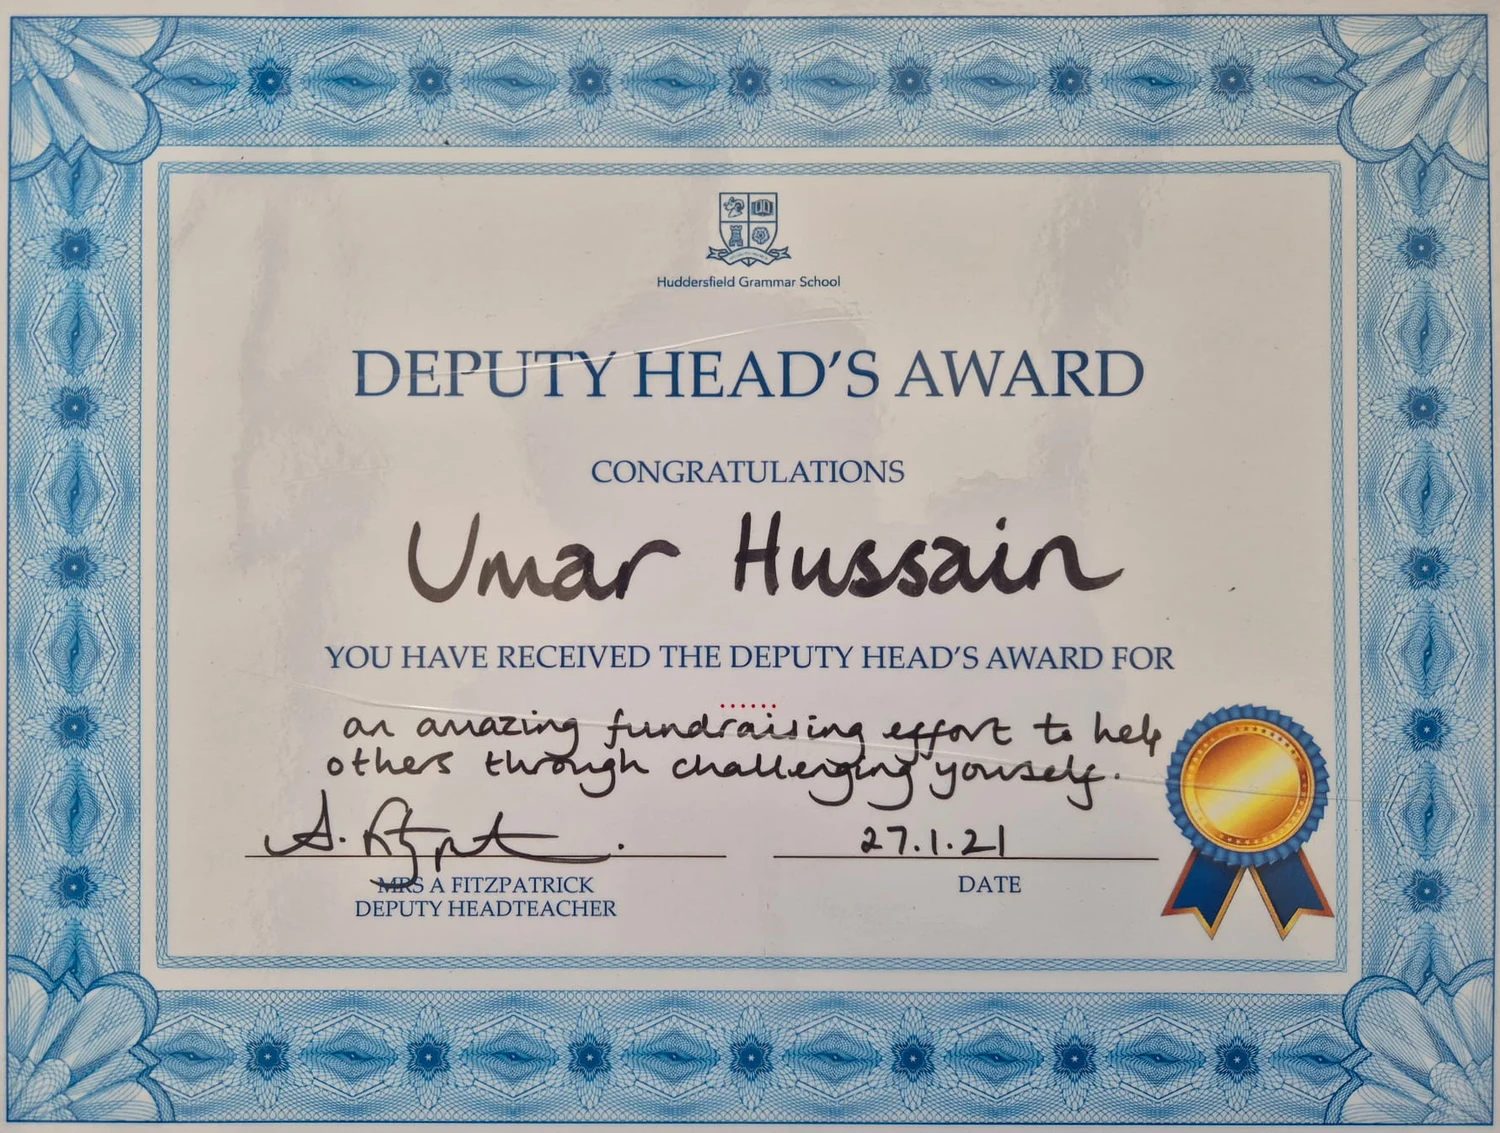 Huddersfield Grammar School
DEPUTY HEAD'S AWARD
CONGRATULATIONS
Umar Hussain
YOU HAVE RECEIVED THE DEPUTY HEAD'S AWARD FOR
......
an amazing fundraising effort to help
others through challenging yourself.
27.1.21
MRS A FITZPATRICK
DEPUTY HEADTEACHER
DATE